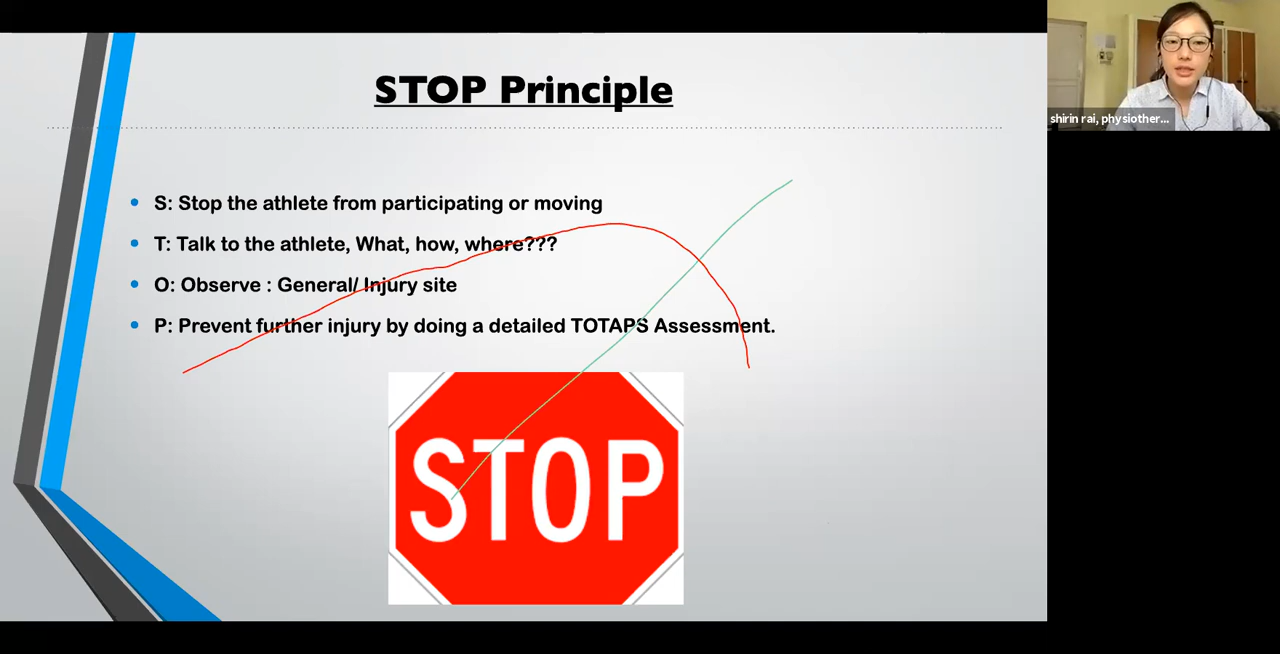 STOP Principle
shirin rai, physiother...
S: Stop the athlete from participating or moving
T: Talk to the athlete, What, how, where???
O: Observe : General/ Injury site
P: Prevent further injury by doing a detailed TOTAPS Assessment.
STOP